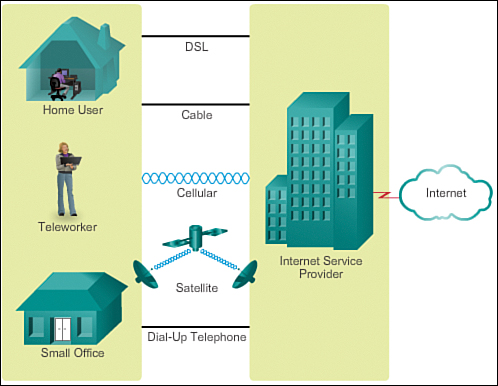 Home User
Teleworker
Small Office
DSL
Cable
Cellular
Satellite
Dial-Up Telephone
Internet Service
Provider
Internet